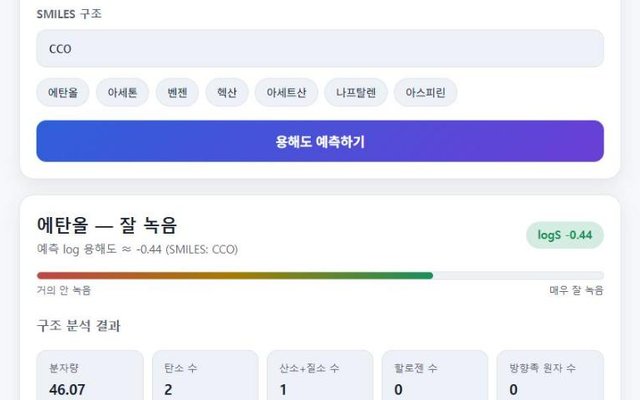 SMILES 구조
CCO
에탄올 아세톤 벤젠 헥산 아세트산 나프탈렌 아스피린
용해도 예측하기
에탄올 — 잘 녹음
logS -0.44
예측 log 용해도 ≈ -0.44 (SMILES: CCO)
거의 안 녹음 매우 잘 녹음
구조 분석 결과
분자량 탄소 수 산소+질소 수 할로젠 수 방향족 원자 수
46.07 2 1 0 0